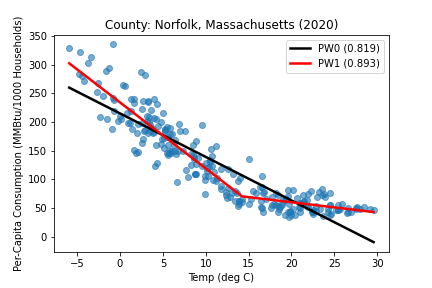 County: Norfolk, Massachusetts (2020)
PW0 (0.819)
PW1 (0.893)
Per-Capita Consumption (MMBtu/1000 Households)
350
300
250
200
150
100
50
0
−5 0 5 10 15 20 25 30
Temp (deg C)